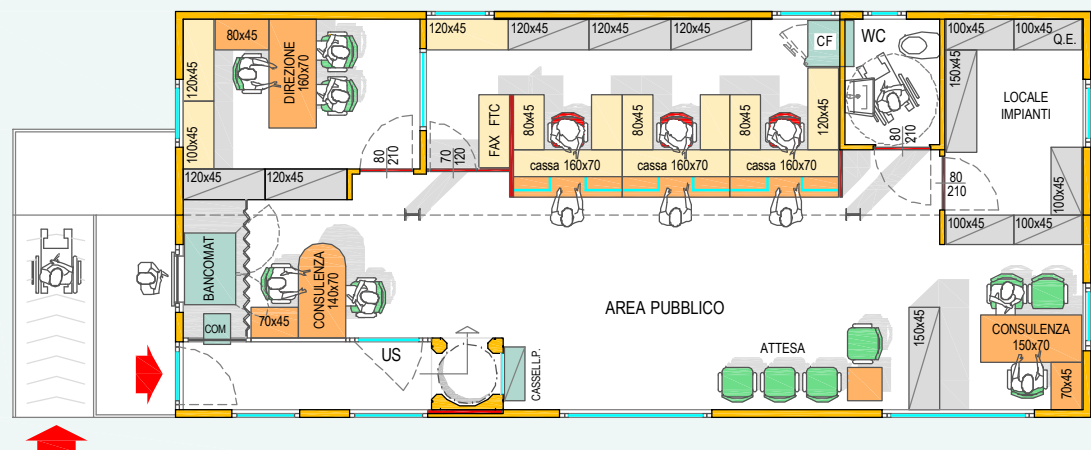 80x45
120x45
100x45
DIREZIONE
160x70
80
210
120x45
120x45
120x45
120x45
120x45
120x45
70
120
FAX FTC
80x45
80x45
80x45
120x45
cassa 160x70
cassa 160x70
cassa 160x70
CF
WC
80
210
100x45
100x45
Q.E.
150x45
LOCALE
IMPIANTI
100x45
80
210
100x45
100x45
BANCOMAT
COM
CONSULENZA
140x70
70x45
US
CASSELL.P.
AREA PUBBLICO
ATTESA
150x45
CONSULENZA
150x70
70x45